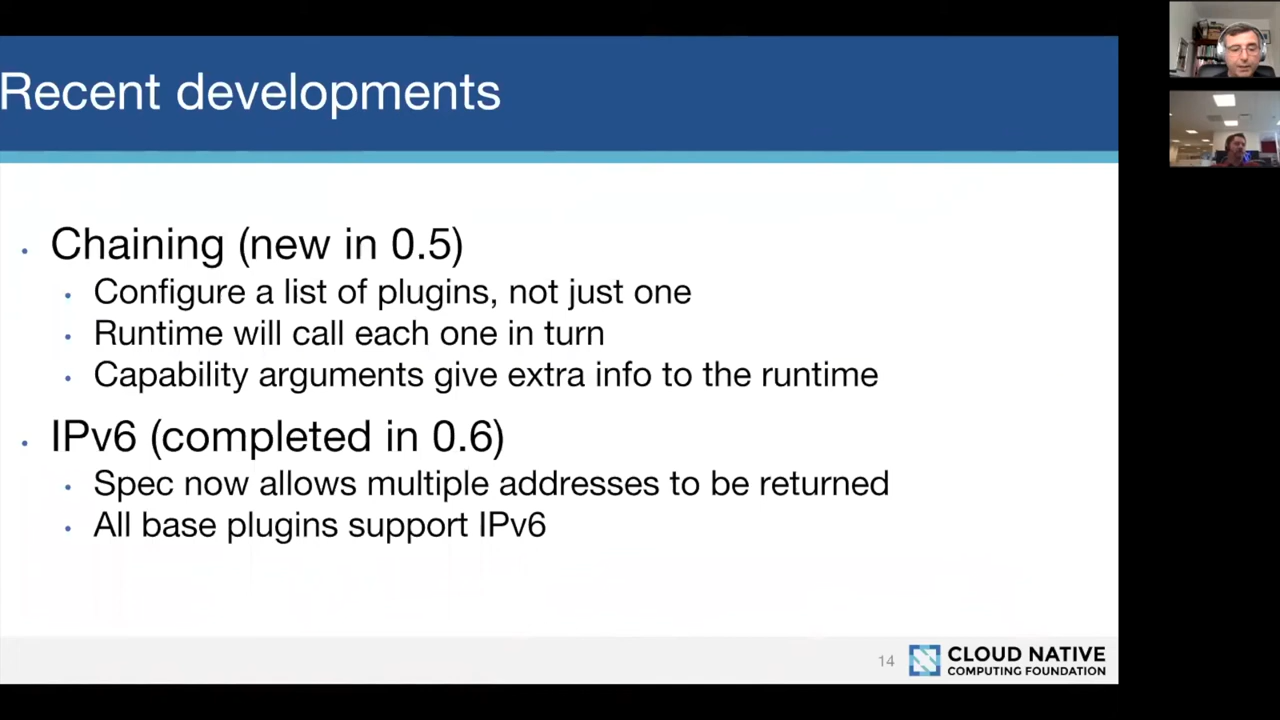 Recent developments
Chaining (new in 0.5)
Configure a list of plugins, not just one
Runtime will call each one in turn
Capability arguments give extra info to the runtime
IPv6 (completed in 0.6)
Spec now allows multiple addresses to be returned
All base plugins support IPv6
14
CLOUD NATIVE
COMPUTING FOUNDATION